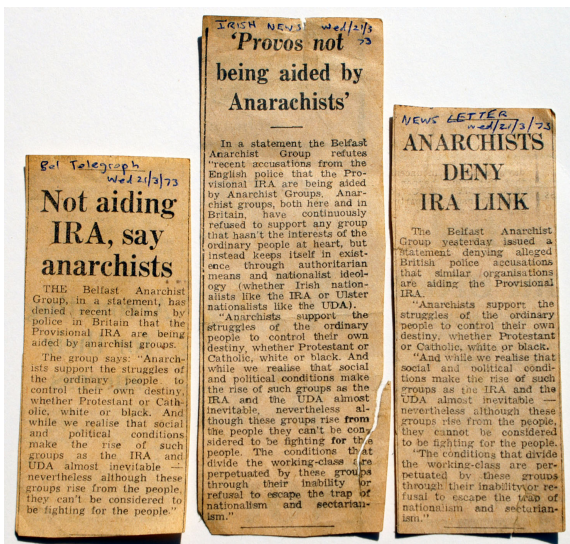 Bel Telegraph
Wed 21/3/73
Not aiding
IRA, say
anarchists
THE Belfast Anarchist
Group, in a statement, has
denied recent claims by
police in Britain that the
Provisional IRA are being
aided by anarchist groups.
The group says: "Anarch-
ists support the struggles of
the ordinary people to
control their own destiny,
whether Protestant or Cath-
olic, white or black. And
while we realise that social
and political conditions
make the rise of such
groups as the IRA and
UDA almost inevitable —
nevertheless although these
groups rise from the people,
they can't be considered to
be fighting for the people."
IRISH NEWS Wed/21/3
73
'Provos not
being aided by
Anarachists'
In a statement the Belfast
Anarchist Group refutes
"recent accusations from the
English police that the Pro-
visional IRA are being aided
by Anarchist Groups. Anar-
chist groups, both here and in
Britain, have continuously
refused to support any group
that hasn't the interests of the
ordinary people at heart, but
instead keeps itself in exist-
ence through authoritarian
means and nationalist ideol-
ogy (whether Irish nation-
alists like the IRA or Ulster
nationalists like the UDA).
"Anarchists support the
struggles of the ordinary
people to control their own
destiny, whether Protestant or
Catholic, white or black. And
while we realise that social
and political conditions make
the rise of such groups as the
IRA and the UDA almost
inevitable, nevertheless al-
though these groups rise from
the people they can't be con-
sidered to be fighting for the
people. The conditions that
divide the working-class are
perpetuated by these groups
through their inability or
refusal to escape the trap of
nationalism and sectarian-
ism."
NEWS LETTER
wed/21/3/73
ANARCHISTS
DENY
IRA LINK
The Belfast Anarchist
Group yesterday issued a
statement denying alleged
British police accusations
that similar organisations
are aiding the Provisional
IRA.
"Anarchists support the
struggles of the ordinary
people to control their own
destiny, whether Protestant
or Catholic, white or black.
"And while we realise that
social and political condi-
tions make the rise of such
groups as the IRA and the
UDA almost inevitable —
nevertheless although these
groups rise from the people,
they cannot be considered
to be fighting for the people.
"The conditions that divide
the working-class are per-
petuated by these groups
through their inability or re-
fusal to escape the trap of
nationalism and sectarian-
ism."